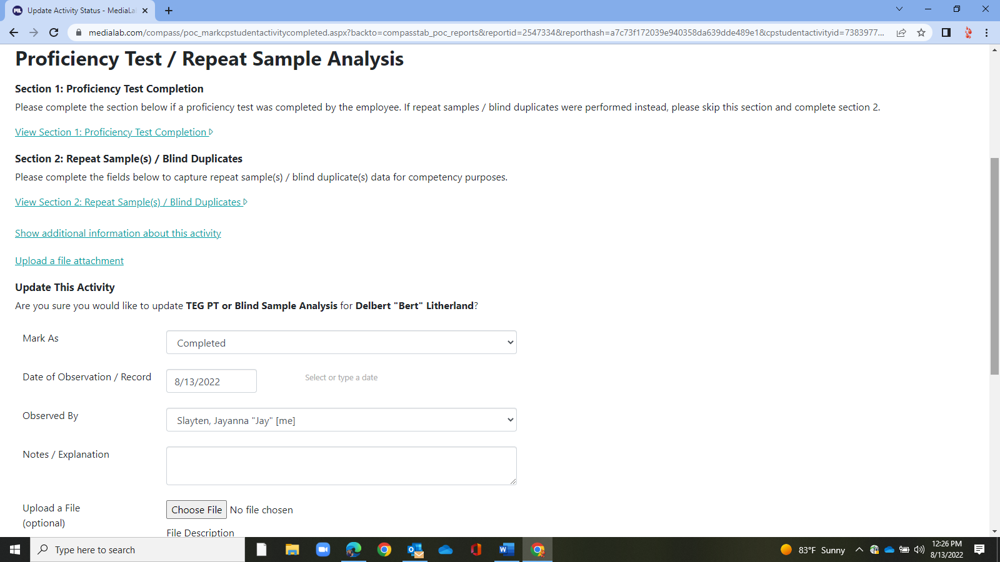 Update Activity Status - MediaLa
medialab.com/compass/poc_markcpstudentactivitycompleted.aspx?backto=compasstab_poc_reports&reportid=2547334&reporthash=a7c73f172039e940358da639dde489e1&cpstudentactivityid=7383977...
Proficiency Test / Repeat Sample Analysis
Section 1: Proficiency Test Completion
Please complete the section below if a proficiency test was completed by the employee. If repeat samples / blind duplicates were performed instead, please skip this section and complete section 2.
View Section 1: Proficiency Test Completion
Section 2: Repeat Sample(s) / Blind Duplicates
Please complete the fields below to capture repeat sample(s) / blind duplicate(s) data for competency purposes.
View Section 2: Repeat Sample(s) / Blind Duplicates
Show additional information about this activity
Upload a file attachment
Update This Activity
Are you sure you would like to update TEG PT or Blind Sample Analysis for Delbert "Bert" Litherland?
Mark As
Completed
Date of Observation / Record
8/13/2022
Select or type a date
Observed By
Slayten, Jayanna "Jay" [me]
Notes / Explanation
Upload a File
(optional)
Choose File No file chosen
File Description
Type here to search
83°F Sunny
12:26 PM
8/13/2022